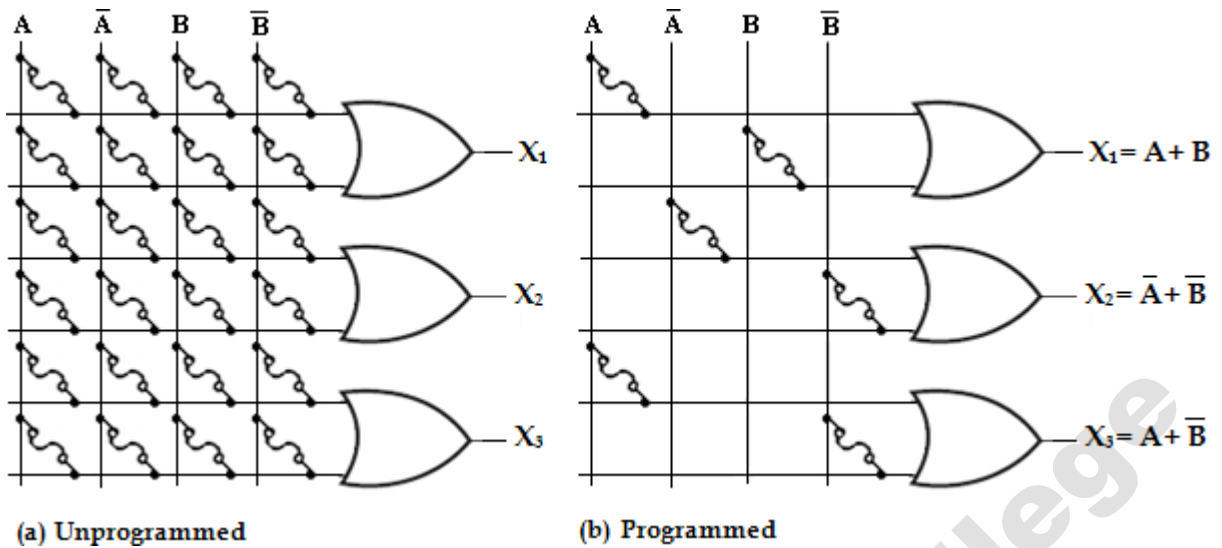 A A̅ B B̅
X₁
X₂
X₃
(a) Unprogrammed
A A̅ B B̅
X₁= A + B
X₂= A̅ + B̅
X₃= A + B̅
(b) Programmed